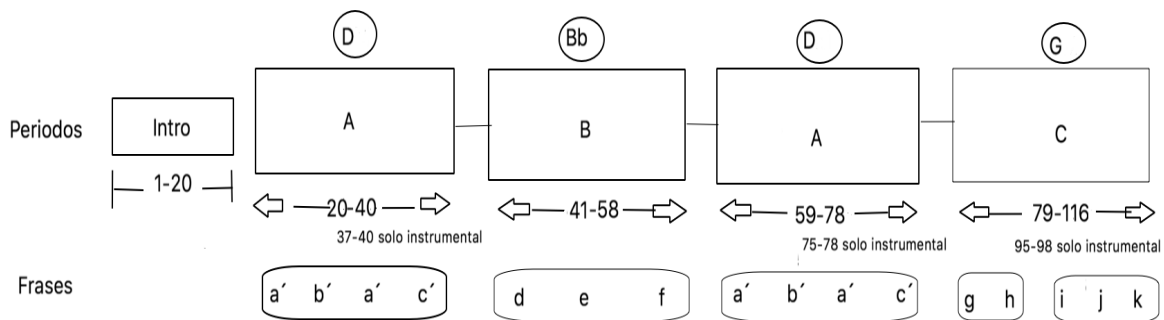 D Bb D G
Periodos Intro A B A C
1-20 20-40 41-58 59-78 79-116
37-40 solo instrumental 75-78 solo instrumental 95-98 solo instrumental
Frases a´ b´ a´ c´ d e f a´ b´ a´ c´ g h i j k